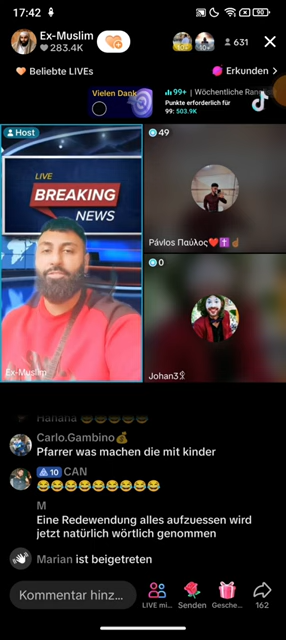 17:42
90
Ex-Muslim
283.4K
10+
631
Beliebte LIVEs
Erkunden >
Vielen Dank
99+ | Wöchentliche Rang
Punkte erforderlich für
99: 503.9K
Host
LIVE
BREAKING
NEWS
Ex-Muslim
49
Pávlos Παύλος❤️✝️☝🏾
0
Johan3
😂😂😂😂😂
Carlo.Gambino💰
Pfarrer was machen die mit kinder
10 CAN
😂😂😂😂😂😂😂😂😂
M
Eine Redewendung alles aufzuessen wird
jetzt natürlich wörtlich genommen
Marian ist beigetreten
Kommentar hinz...
LIVE mi...
Senden
Gesche...
162